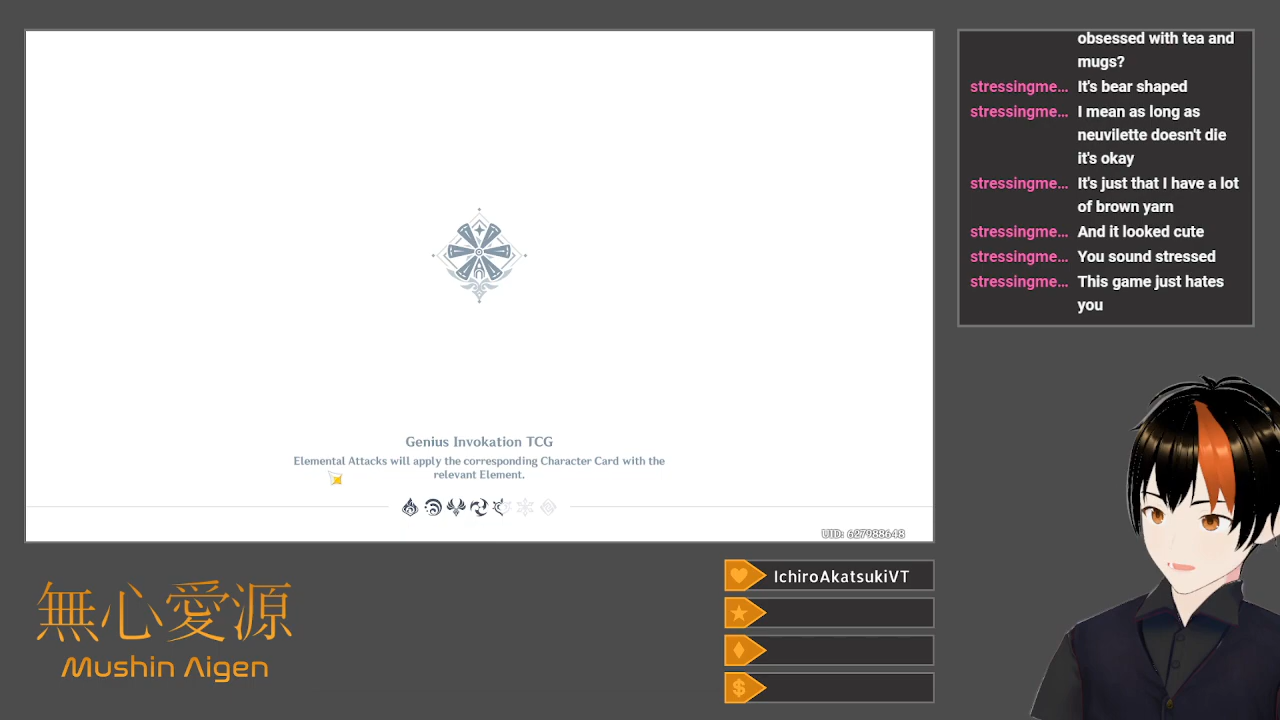 obsessed with tea and
mugs?
stressingme... It's bear shaped
stressingme... I mean as long as
neuvilette doesn't die
it's okay
stressingme... It's just that I have a lot
of brown yarn
stressingme... And it looked cute
stressingme... You sound stressed
stressingme... This game just hates
you
Genius Invokation TCG
Elemental Attacks will apply the corresponding Character Card with the
relevant Element.
UID: 627988648
IchiroAkatsukiVT
無心愛源
Mushin Aigen